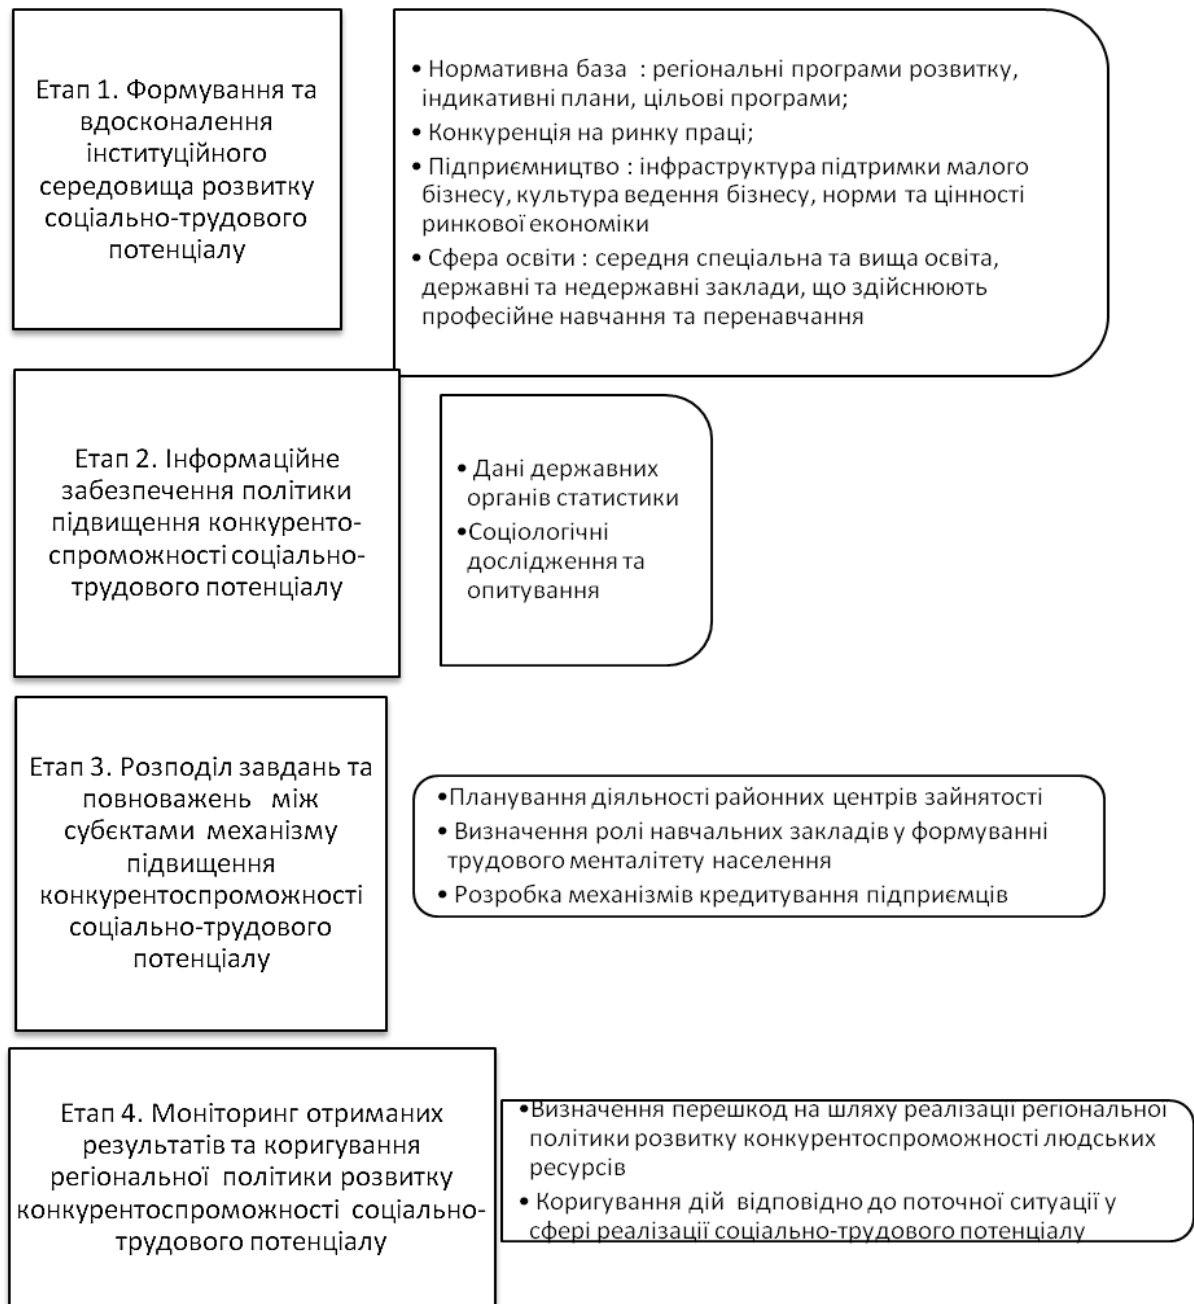 Етап 1. Формування та
вдосконалення
інституційного
середовища розвитку
соціально-трудового
потенціалу
• Нормативна база : регіональні програми розвитку,
індикативні плани, цільові програми;
• Конкуренція на ринку праці;
• Підприємництво : інфраструктура підтримки малого
бізнесу, культура ведення бізнесу, норми та цінності
ринкової економіки
• Сфера освіти : середня спеціальна та вища освіта,
державні та недержавні заклади, що здійснюють
професійне навчання та перенавчання
Етап 2. Інформаційне
забезпечення політики
підвищення конкуренто-
спроможності соціально-
трудового потенціалу
• Дані державних
органів статистики
•Соціологічні
дослідження та
опитування
Етап 3. Розподіл завдань та
повноважень між
субєктами механізму
підвищення
конкурентоспроможності
соціально-трудового
потенціалу
•Планування діяльності районних центрів зайнятості
• Визначення ролі навчальних закладів у формуванні
трудового менталітету населення
• Розробка механізмів кредитування підприємців
Етап 4. Моніторинг отриманих
результатів та коригування
регіональної політики розвитку
конкурентоспроможності соціально-
трудового потенціалу
•Визначення перешкод на шляху реалізації регіональної
політики розвитку конкурентоспроможності людських
ресурсів
• Коригування дій відповідно до поточної ситуації у
сфері реалізації соціально-трудового потенціалу